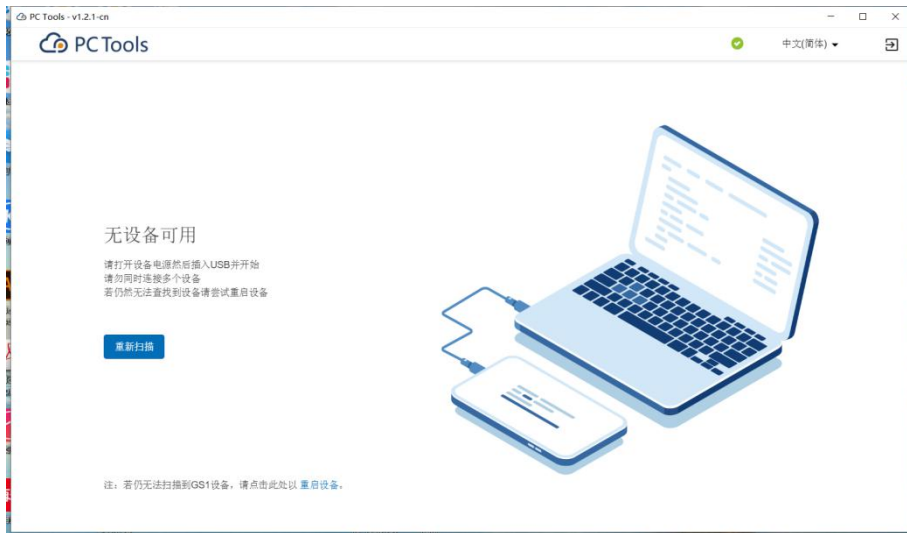 PC Tools - v1.2.1-cn
PC Tools
中文(简体)
无设备可用
请打开设备电源然后插入USB并开始
请勿同时连接多个设备
若仍然无法查找到设备请尝试重启设备
重新扫描
注：若仍无法扫描到GS1设备，请点击此处以 重启设备。